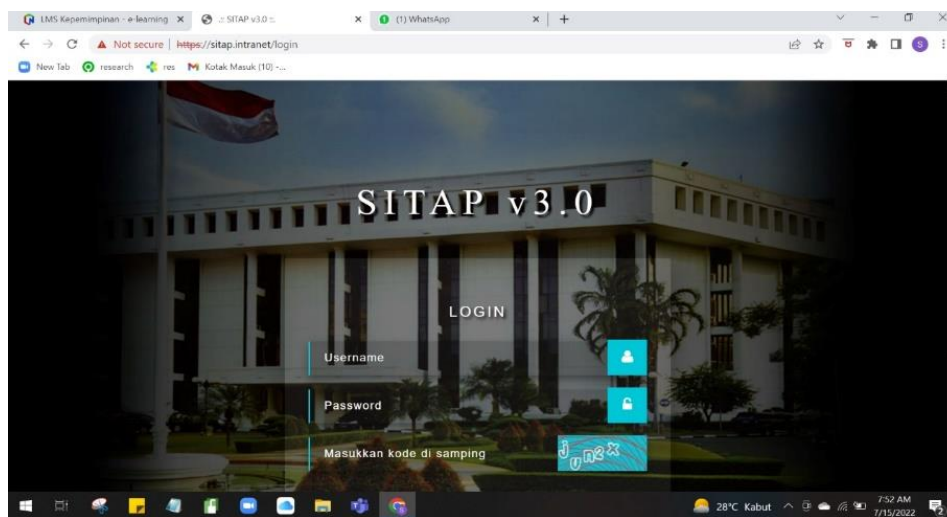 LMS Kepemimpinan - e-learning
.:: SITAP v3.0 ::.
(1) WhatsApp
Not secure
https://sitap.intranet/login
S
New Tab
research
res
Kotak Masuk (10) -...
SITAP v3.0
LOGIN
Username
Password
Masukkan kode di samping
jun2x
28°C Kabut
7:52 AM
7/15/2022
2